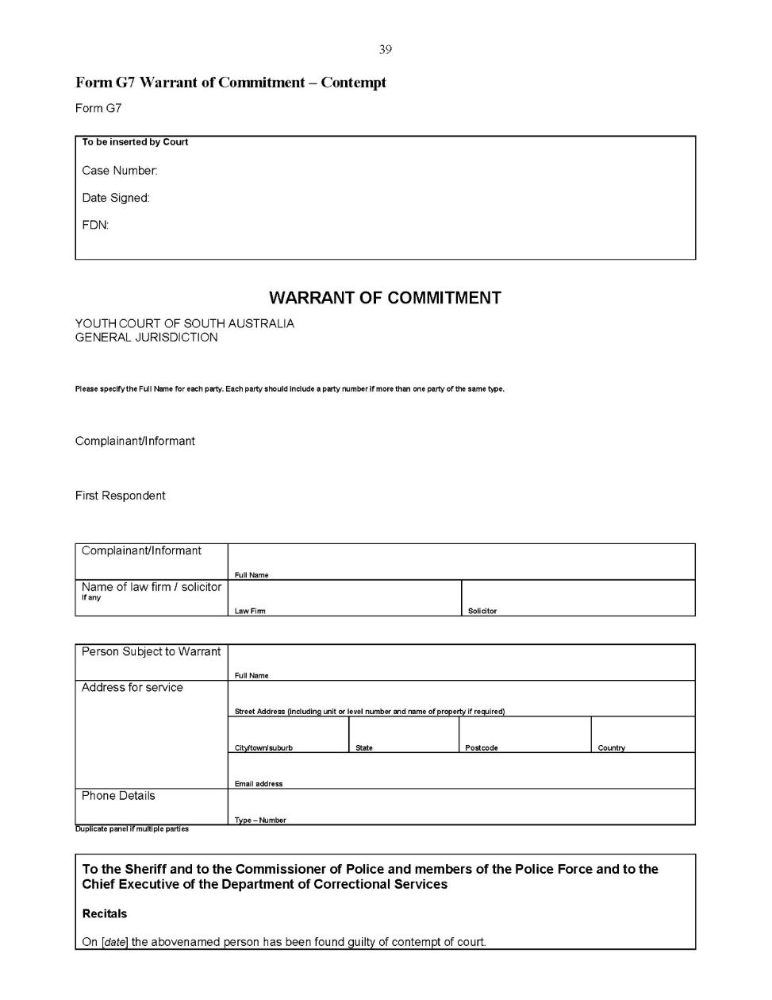 39
Form G7 Warrant of Commitment – Contempt
Form G7
To be inserted by Court
Case Number:
Date Signed:
FDN:
WARRANT OF COMMITMENT
YOUTH COURT OF SOUTH AUSTRALIA
GENERAL JURISDICTION
Please specify the Full Name for each party. Each party should include a party number if more than one party of the same type.
Complainant/Informant
First Respondent
Complainant/Informant
Full Name
Name of law firm / solicitor
If any
Law Firm
Solicitor
Person Subject to Warrant
Full Name
Address for service
Street Address (including unit or level number and name of property if required)
City/town/suburb
State
Postcode
Country
Email address
Phone Details
Type – Number
Duplicate panel if multiple parties
To the Sheriff and to the Commissioner of Police and members of the Police Force and to the
Chief Executive of the Department of Correctional Services
Recitals
On [date] the abovenamed person has been found guilty of contempt of court.